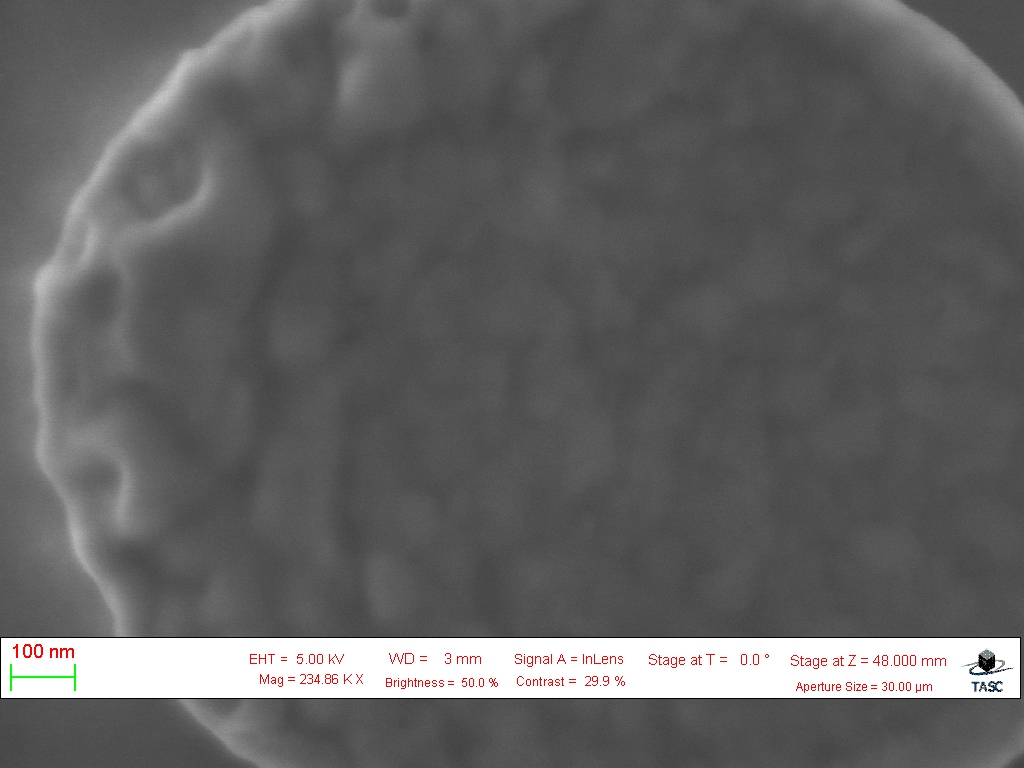 100 nm
EHT = 5.00 kV WD = 3 mm Signal A = InLens Stage at T = 0.0 ° Stage at Z = 48.000 mm
Mag = 234.86 K X Brightness = 50.0 % Contrast = 29.9 % Aperture Size = 30.00 µm
TASC